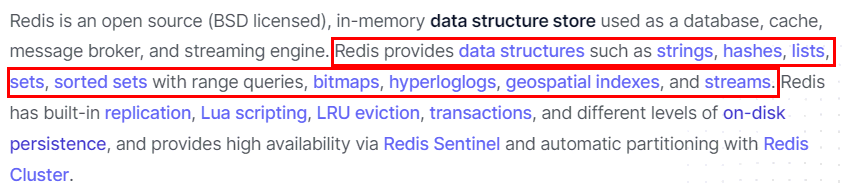 Redis is an open source (BSD licensed), in-memory data structure store used as a database, cache,
message broker, and streaming engine. Redis provides data structures such as strings, hashes, lists,
sets, sorted sets with range queries, bitmaps, hyperloglogs, geospatial indexes, and streams. Redis
has built-in replication, Lua scripting, LRU eviction, transactions, and different levels of on-disk
persistence, and provides high availability via Redis Sentinel and automatic partitioning with Redis
Cluster.